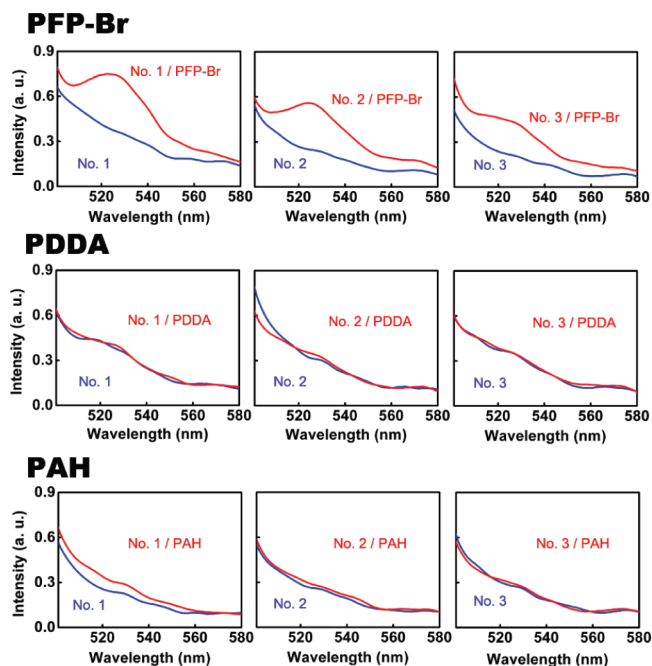 PFP-Br
Intensity (a. u.)
0.9
0.6
0.3
0.0
No. 1 / PFP-Br
No. 1
520 540 560 580
Wavelength (nm)
No. 2 / PFP-Br
No. 2
520 540 560 580
Wavelength (nm)
No. 3 / PFP-Br
No. 3
520 540 560 580
Wavelength (nm)
PDDA
Intensity (a. u.)
0.9
0.6
0.3
0.0
No. 1 / PDDA
No. 1
520 540 560 580
Wavelength (nm)
No. 2 / PDDA
No. 2
520 540 560 580
Wavelength (nm)
No. 3 / PDDA
No. 3
520 540 560 580
Wavelength (nm)
PAH
Intensity (a. u.)
0.9
0.6
0.3
0.0
No. 1 / PAH
No. 1
520 540 560 580
Wavelength (nm)
No. 2 / PAH
No. 2
520 540 560 580
Wavelength (nm)
No. 3 / PAH
No. 3
520 540 560 580
Wavelength (nm)